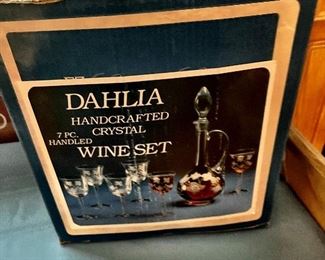 DAHLIA
HANDCRAFTED
CRYSTAL
7 PC.
HANDLED
WINE SET